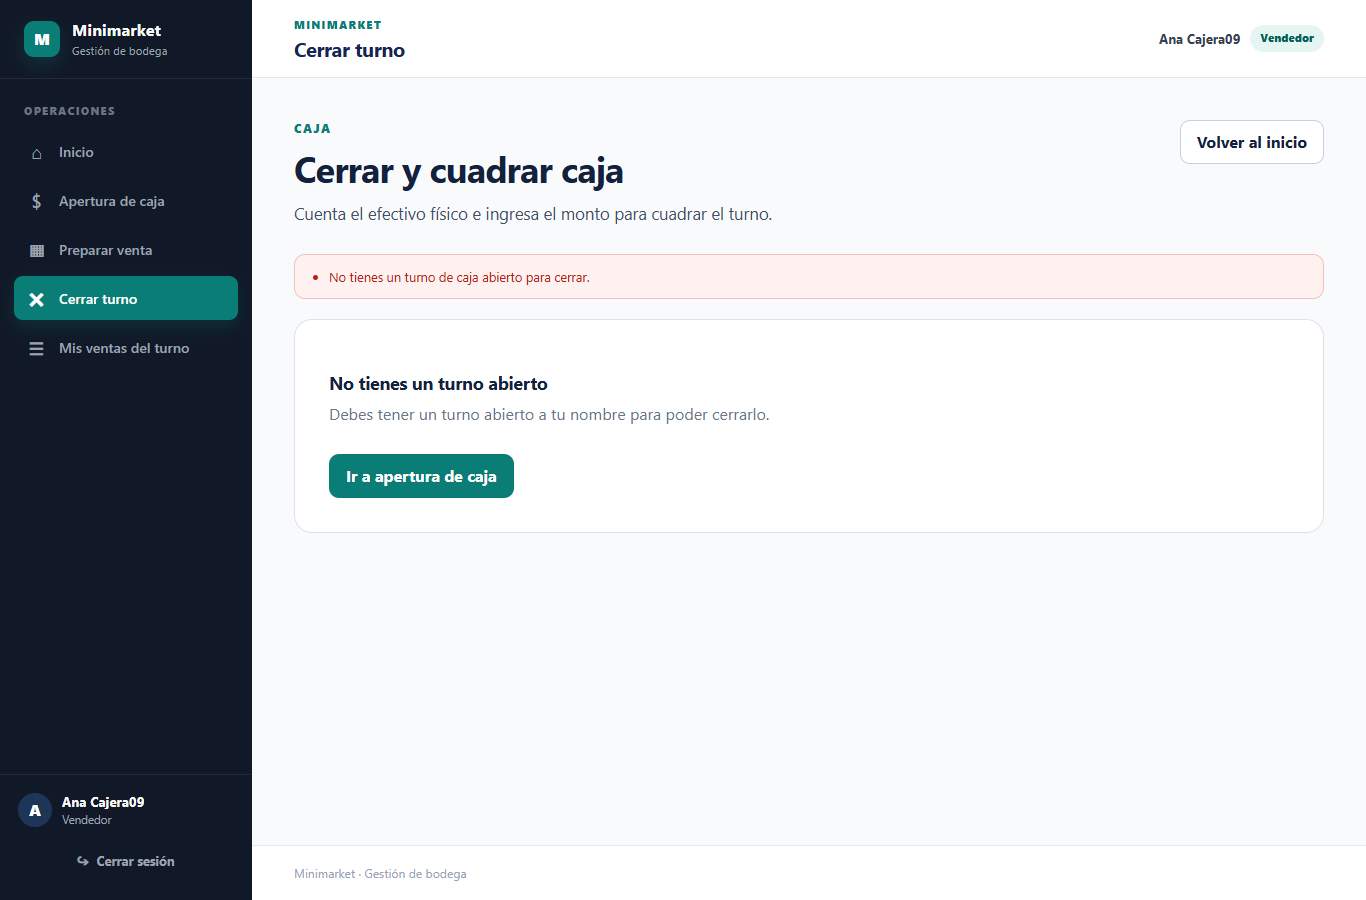 M
Minimarket
Gestión de bodega
OPERACIONES
Inicio
$ Apertura de caja
Preparar venta
Cerrar turno
Mis ventas del turno
A
Ana Cajera09
Vendedor
Cerrar sesión
MINIMARKET
Cerrar turno
Ana Cajera09 Vendedor
CAJA
Cerrar y cuadrar caja
Cuenta el efectivo físico e ingresa el monto para cuadrar el turno.
Volver al inicio
• No tienes un turno de caja abierto para cerrar.
No tienes un turno abierto
Debes tener un turno abierto a tu nombre para poder cerrarlo.
Ir a apertura de caja
Minimarket · Gestión de bodega